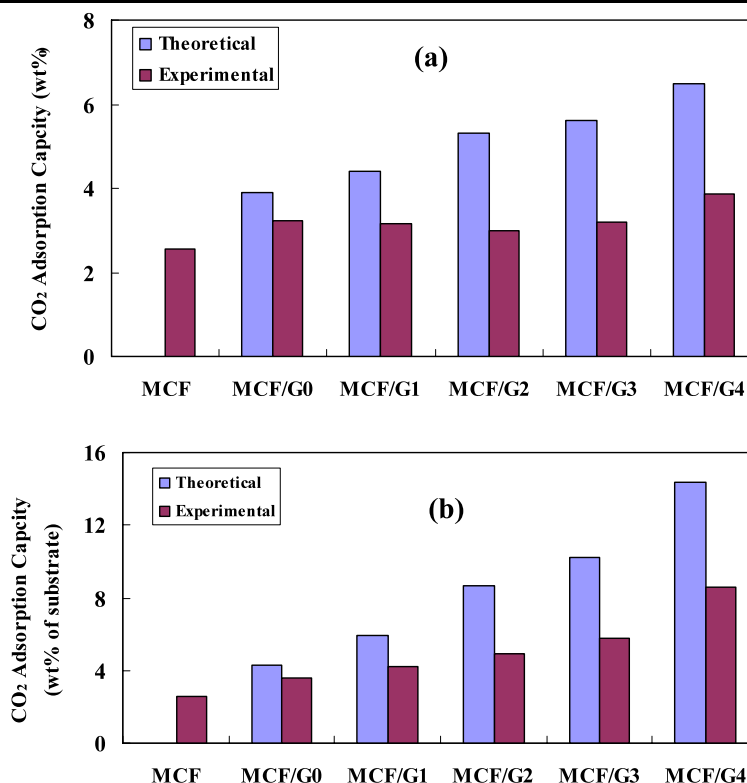 8
Theoretical
Experimental
(a)
6
4
2
0
CO₂ Adsorption Capcity (wt%)
MCF MCF/G0 MCF/G1 MCF/G2 MCF/G3 MCF/G4
16
Theoretical
Experimental
(b)
12
8
4
0
CO₂ Adsorption Capcity
(wt% of substrate)
MCF MCF/G0 MCF/G1 MCF/G2 MCF/G3 MCF/G4